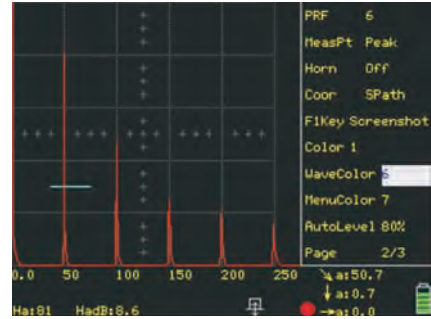 PRF 6
MeasPt Peak
Horn Off
Coor SPath
F1Key Screenshot
Color 1
WaveColor 6
MenuColor 7
AutoLevel 80%
Page 2/3
0.0 50 100 150 200 250
a:50.7
a:0.7
Ha:81 HadB:8.6 a:0.0